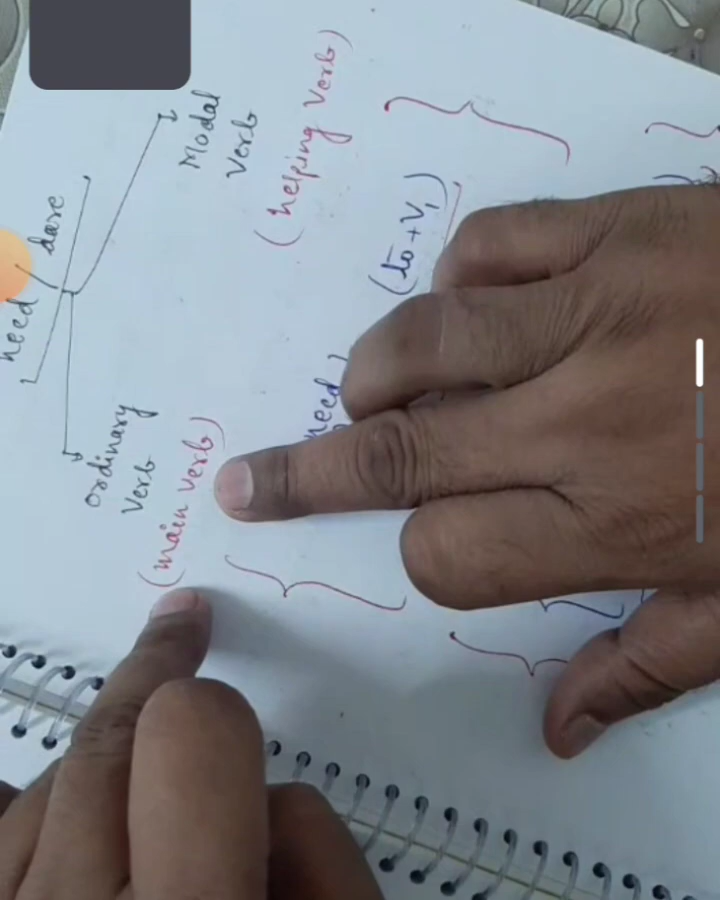 need / dare
ordinary
verb
(main verb)
Modal
Verb
(helping Verb)
need
(to + V1)